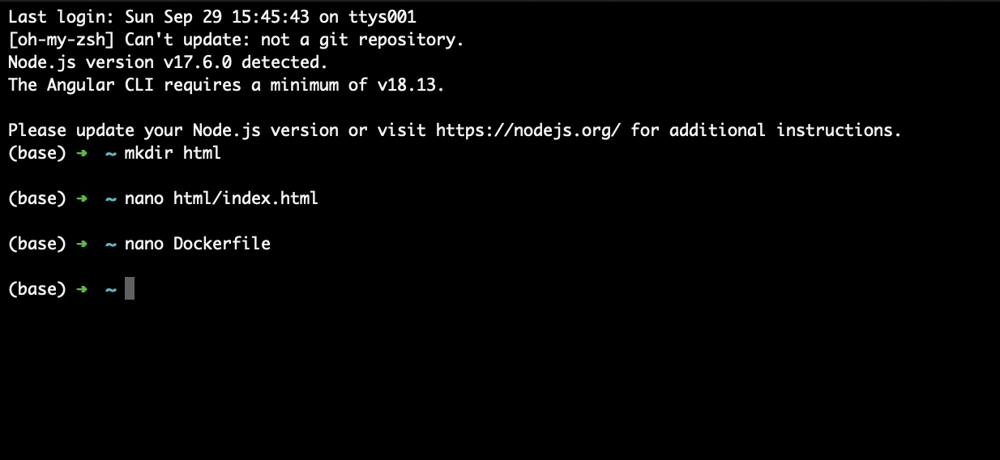 Last login: Sun Sep 29 15:45:43 on ttys001
[oh-my-zsh] Can't update: not a git repository.
Node.js version v17.6.0 detected.
The Angular CLI requires a minimum of v18.13.
Please update your Node.js version or visit https://nodejs.org/ for additional instructions.
(base) ➜ ~ mkdir html
(base) ➜ ~ nano html/index.html
(base) ➜ ~ nano Dockerfile
(base) ➜ ~